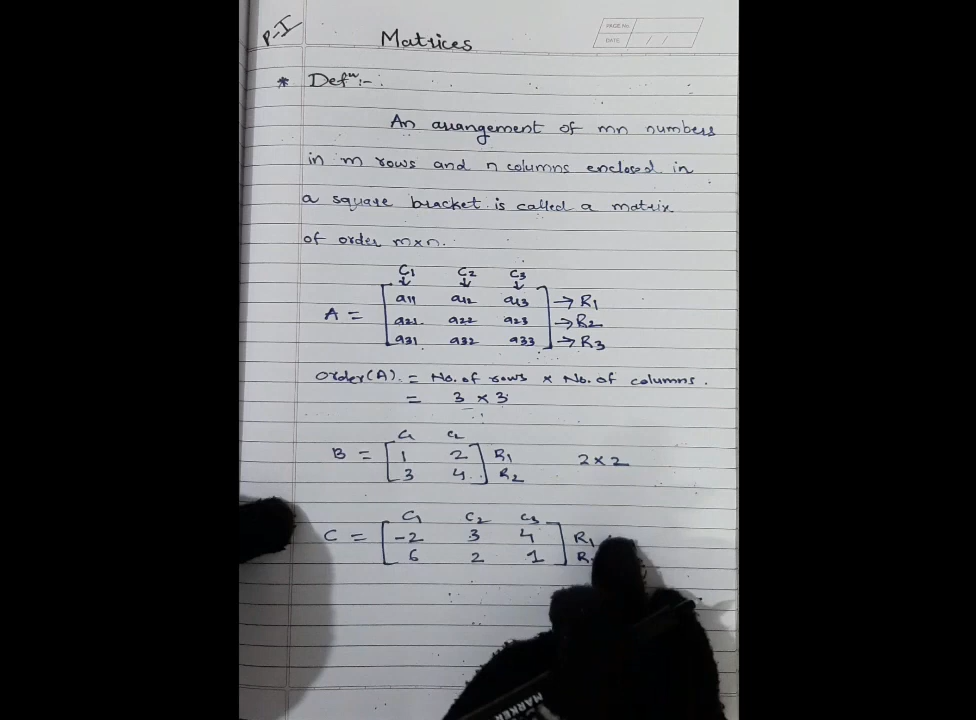 P-I
Matrices
PAGE No.
DATE / /
* Defn:-
An arrangement of mn numbers
in m rows and n columns enclosed in
a square bracket is called a matrix
of order m×n.
C1 C2 C3
↓ ↓ ↓
A = [ a11 a12 a13 ] → R1
a21 a22 a23 → R2
a31 a32 a33 → R3
order(A) = No. of rows × No. of columns.
= 3 × 3
C1 C2
B = [ 1 2 ] R1 2×2
3 4 R2
C1 C2 C3
C = [ -2 3 4 ] R1
6 2 1 R
MARKER